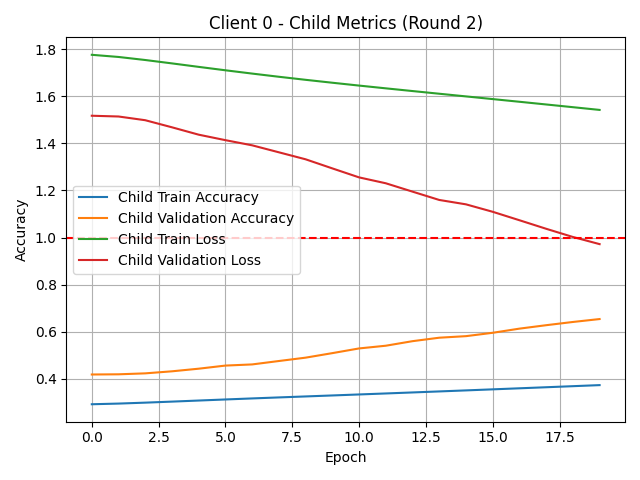 Client 0 - Child Metrics (Round 2)
Accuracy
1.8
1.6
1.4
1.2
1.0
0.8
0.6
0.4
Child Train Accuracy
Child Validation Accuracy
Child Train Loss
Child Validation Loss
0.0 2.5 5.0 7.5 10.0 12.5 15.0 17.5
Epoch